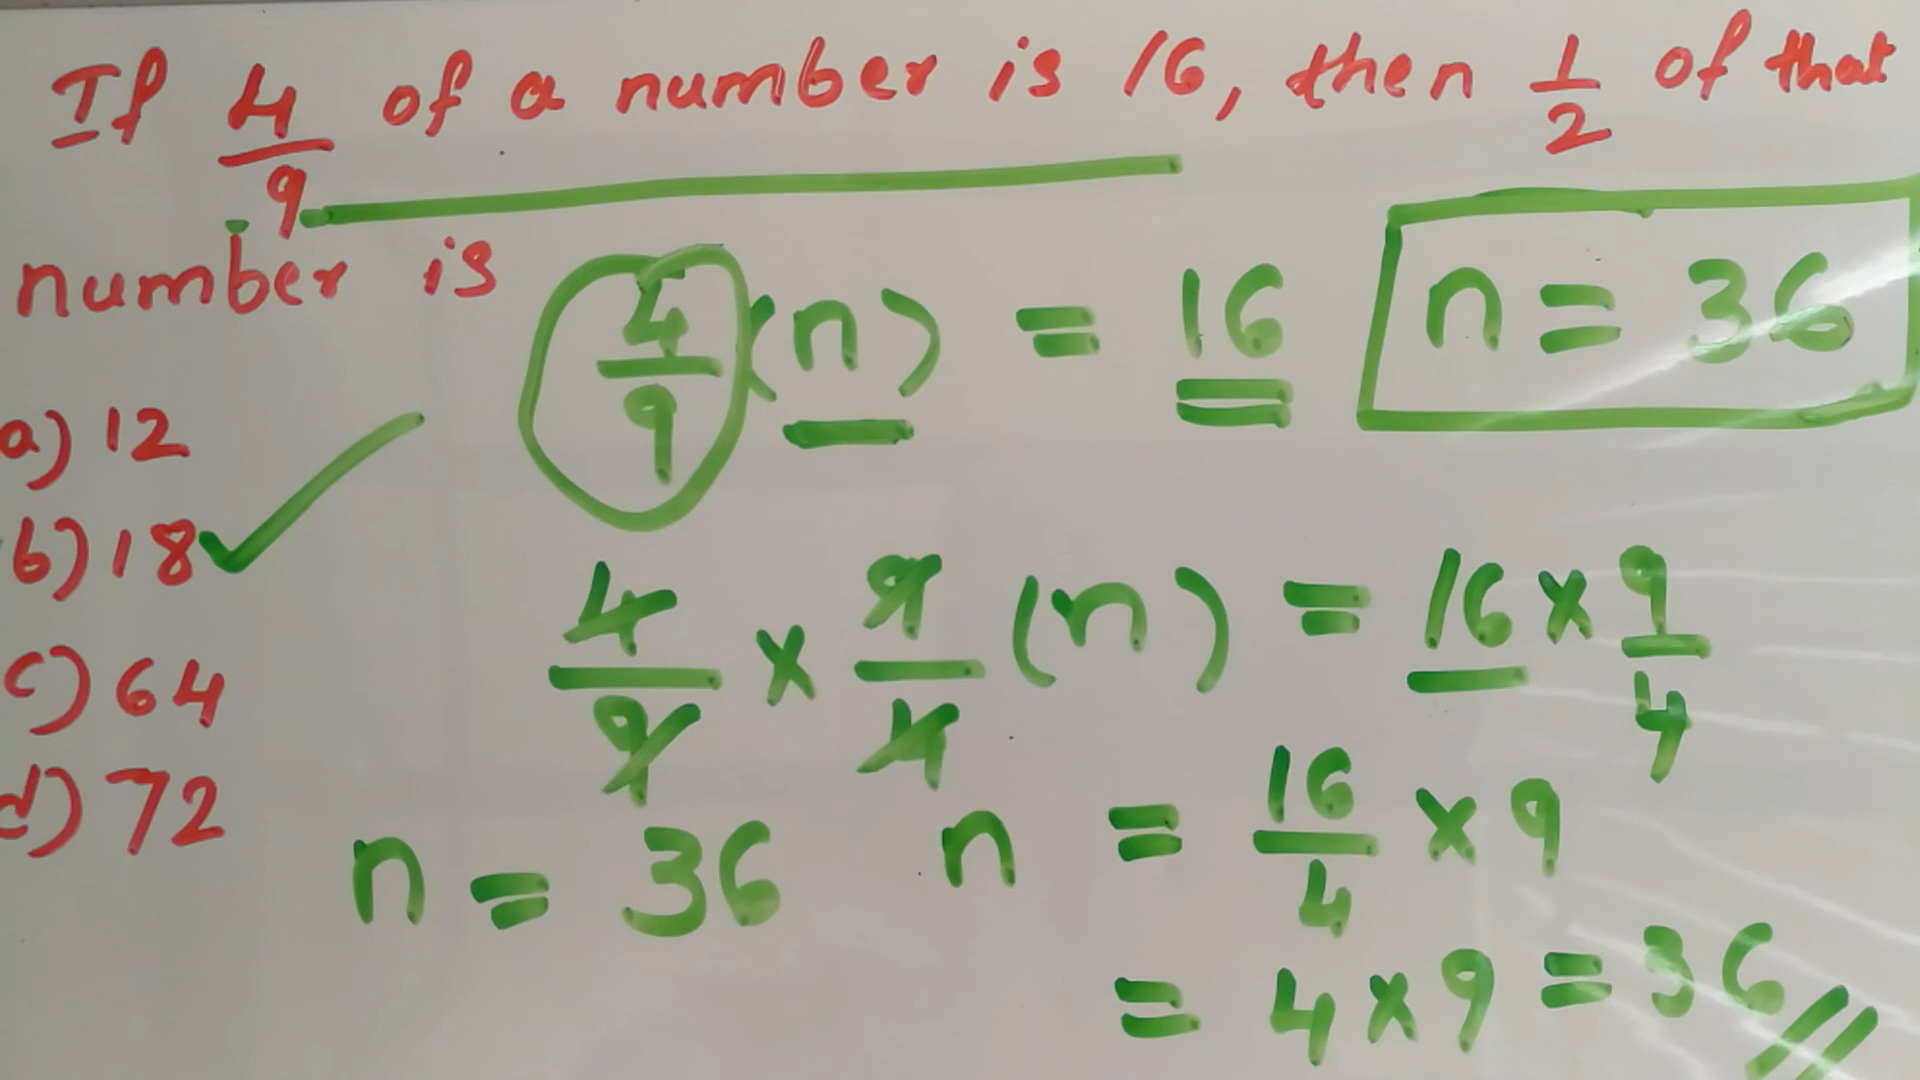 If 4/9 of a number is 16, then 1/2 of that
number is
4/9 (n) = 16
n = 36
a) 12
b) 18 ✓
c) 64
d) 72
4/9 × 9/4 (n) = 16 × 9/4
n = 16/4 × 9
n = 36
= 4 × 9 = 36 //